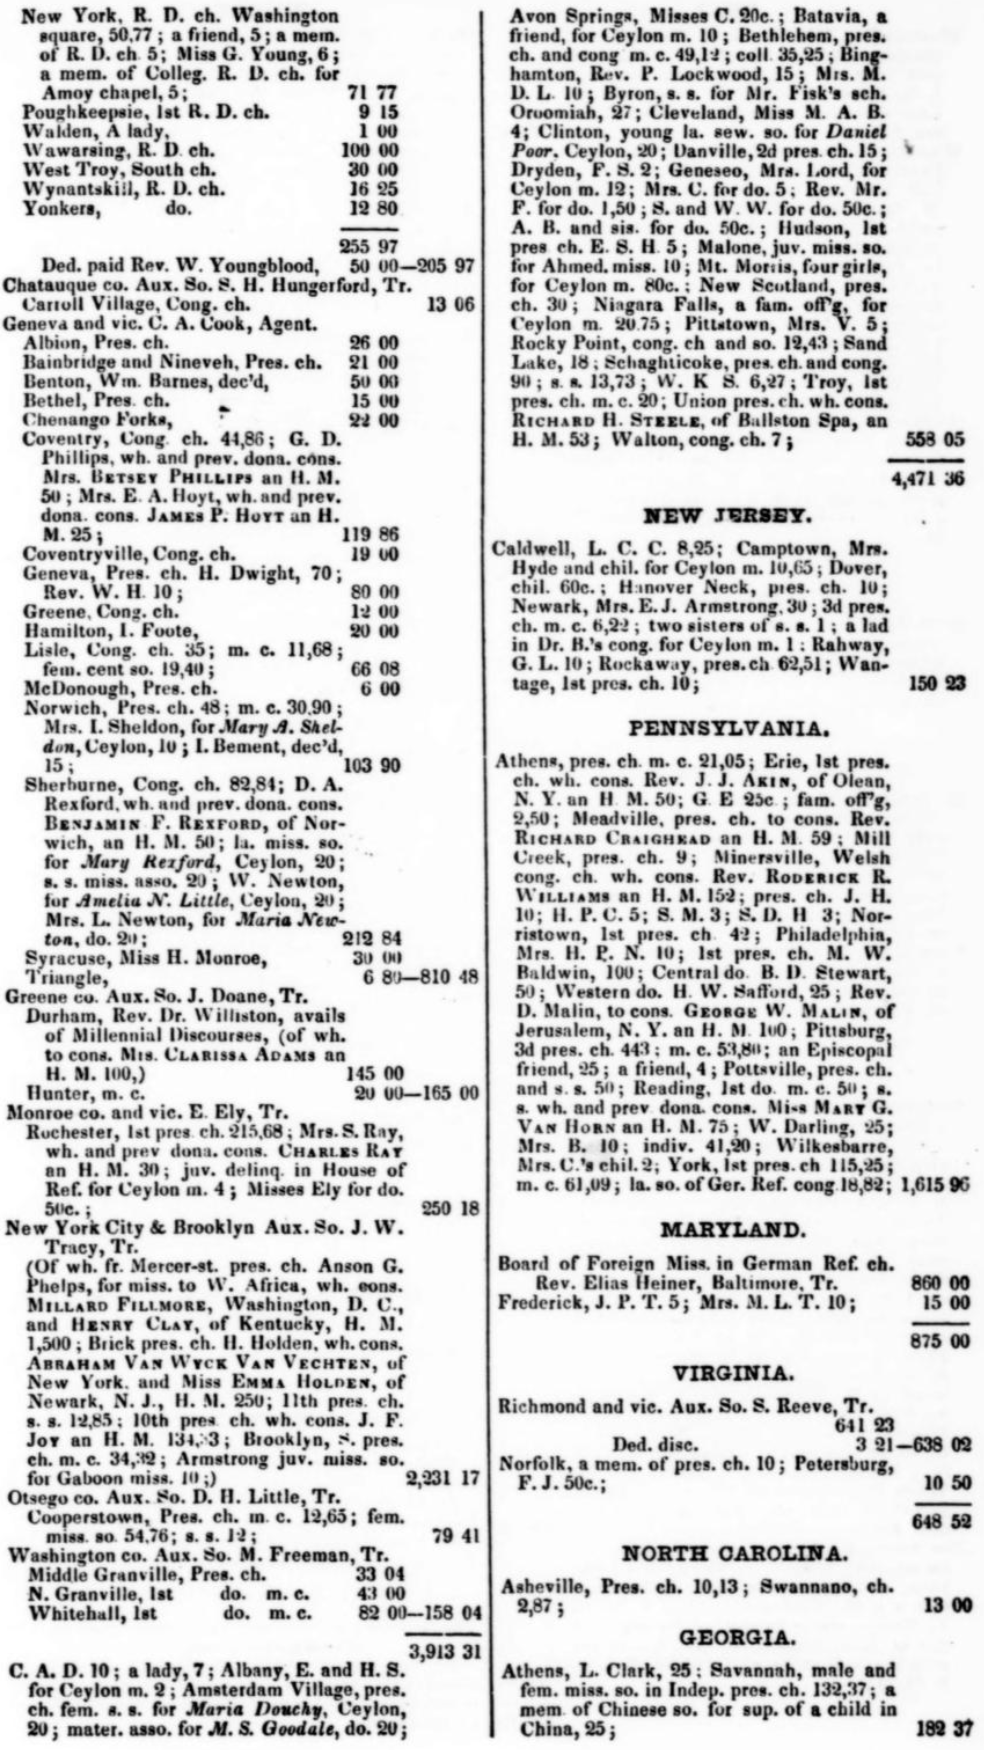 New York, R. D. ch. Washington
square, 50,77 ; a friend, 5 ; a mem.
of R. D. ch. 5; Miss G. Young, 6 ;
a mem. of Colleg. R. D. ch. for
Amoy chapel, 5; 71 77
Poughkeepsie, 1st R. D. ch. 9 15
Walden, A lady, 1 00
Wawarsing, R. D. ch. 100 00
West Troy, South ch. 30 00
Wynantskill, R. D. ch. 16 25
Yonkers, do. 12 80
255 97
Ded. paid Rev. W. Youngblood, 50 00—205 97
Chatauque co. Aux. So. S. H. Hungerford, Tr.
Carroll Village, Cong. ch. 13 06
Geneva and vic. C. A. Cook, Agent.
Albion, Pres. ch. 26 00
Bainbridge and Nineveh, Pres. ch. 21 00
Benton, Wm. Barnes, dec'd, 50 00
Bethel, Pres. ch. 15 00
Chenango Forks, 22 00
Coventry, Cong. ch. 44,86; G. D.
Phillips, wh. and prev. dona. cons.
Mrs. BETSEY PHILLIPS an H. M.
50 ; Mrs. E. A. Hoyt, wh. and prev.
dona. cons. JAMES P. HOYT an H.
M. 25 ; 119 86
Coventryville, Cong. ch. 19 00
Geneva, Pres. ch. H. Dwight, 70 ;
Rev. W. H. 10 ; 80 00
Greene, Cong. ch. 12 00
Hamilton, I. Foote, 20 00
Lisle, Cong. ch. 35; m. c. 11,68 ;
fem. cent so. 19,40 ; 66 08
McDonough, Pres. ch. 6 00
Norwich, Pres. ch. 48 ; m. c. 30,90 ;
Mrs. I. Sheldon, for Mary A. Shel-
don, Ceylon, 10 ; I. Bement, dec'd,
15 ; 103 90
Sherburne, Cong. ch. 82,84; D. A.
Rexford, wh. and prev. dona. cons.
BENJAMIN F. REXFORD, of Nor-
wich, an H. M. 50 ; la. miss. so.
for Mary Rexford, Ceylon, 20 ;
s. s. miss. asso. 20 ; W. Newton,
for Amelia N. Little, Ceylon, 20 ;
Mrs. L. Newton, for Maria New-
ton, do. 20 ; 212 84
Syracuse, Miss H. Monroe, 30 00
Triangle, 6 80—810 48
Greene co. Aux. So. J. Doane, Tr.
Durham, Rev. Dr. Williston, avails
of Millennial Discourses, (of wh.
to cons. Mrs. CLARISSA ADAMS an
H. M. 100,) 145 00
Hunter, m. c. 20 00—165 00
Monroe co. and vic. E. Ely, Tr.
Rochester, 1st pres. ch. 215,68 ; Mrs. S. Ray,
wh. and prev dona. cons. CHARLES RAY
an H. M. 30 ; juv. delinq. in House of
Ref. for Ceylon m. 4 ; Misses Ely for do.
50c. ; 250 18
New York City & Brooklyn Aux. So. J. W.
Tracy, Tr.
(Of wh. fr. Mercer-st. pres. ch. Anson G.
Phelps, for miss. to W. Africa, wh. cons.
MILLARD FILLMORE, Washington, D. C.,
and HENRY CLAY, of Kentucky, H. M.
1,500 ; Brick pres. ch. H. Holden, wh. cons.
ABRAHAM VAN WYCK VAN VECHTEN, of
New York, and Miss EMMA HOLDEN, of
Newark, N. J., H. M. 250; 11th pres. ch.
s. s. 12,85 ; 10th pres. ch. wh. cons. J. F.
JOY an H. M. 134,33 ; Brooklyn, S. pres.
ch. m. c. 34,32 ; Armstrong juv. miss. so.
for Gaboon miss. 10 ;) 2,231 17
Otsego co. Aux. So. D. H. Little, Tr.
Cooperstown, Pres. ch. m. c. 12,65 ; fem.
miss. so. 54,76; s. s. 12 ; 79 41
Washington co. Aux. So. M. Freeman, Tr.
Middle Granville, Pres. ch. 33 04
N. Granville, 1st do. m. c. 43 00
Whitehall, 1st do. m. c. 82 00—158 04
3,913 31
C. A. D. 10 ; a lady, 7 ; Albany, E. and H. S.
for Ceylon m. 2 ; Amsterdam Village, pres.
ch. fem. s. s. for Maria Douchy, Ceylon,
20 ; mater. asso. for M. S. Goodale, do. 20 ;
Avon Springs, Misses C. 20c. ; Batavia, a
friend, for Ceylon m. 10 ; Bethlehem, pres.
ch. and cong m. c. 49,12 ; coll. 35,25 ; Bing-
hamton, Rev. P. Lockwood, 15 ; Mrs. M.
D. L. 10 ; Byron, s. s. for Mr. Fisk's sch.
Oroomiah, 27 ; Cleveland, Miss M. A. B.
4 ; Clinton, young la. sew. so. for Daniel
Poor, Ceylon, 20 ; Danville, 2d pres. ch. 15 ;
Dryden, F. S. 2 ; Geneseo, Mrs. Lord, for
Ceylon m. 12 ; Mrs. C. for do. 5 ; Rev. Mr.
F. for do. 1,50 ; S. and W. W. for do. 50c. ;
A. B. and sis. for do. 50c. ; Hudson, 1st
pres ch. E. S. H. 5 ; Malone, juv. miss. so.
for Ahmed. miss. 10 ; Mt. Morris, four girls,
for Ceylon m. 80c. ; New Scotland, pres.
ch. 30 ; Niagara Falls, a fam. off'g, for
Ceylon m. 20.75 ; Pittstown, Mrs. V. 5 ;
Rocky Point, cong. ch and so. 12,43 ; Sand
Lake, 18 ; Schaghticoke, pres. ch. and cong.
90 ; s. s. 13,73 ; W. K S. 6,27 ; Troy, 1st
pres. ch. m. c. 20 ; Union pres. ch. wh. cons.
RICHARD H. STEELE, of Ballston Spa, an
H. M. 53 ; Walton, cong. ch. 7 ; 558 05
4,471 36
NEW JERSEY.
Caldwell, L. C. C. 8,25; Camptown, Mrs.
Hyde and chil. for Ceylon m. 10,65 ; Dover,
chil. 60c. ; Hanover Neck, pres. ch. 10 ;
Newark, Mrs. E. J. Armstrong, 30 ; 3d pres.
ch. m. c. 6,22 ; two sisters of s. s. 1 ; a lad
in Dr. B.'s cong. for Ceylon m. 1 ; Rahway,
G. L. 10 ; Rockaway, pres. ch 62,51 ; Wan-
tage, 1st pres. ch. 10 ; 150 23
PENNSYLVANIA.
Athens, pres. ch. m. c. 21,05 ; Erie, 1st pres.
ch. wh. cons. Rev. J. J. AKIN, of Olean,
N. Y. an H M. 50; G. E 25c ; fam. off'g,
2,50 ; Meadville, pres. ch. to cons. Rev.
RICHARD CRAIGHEAD an H. M. 59 ; Mill
Creek, pres. ch. 9 ; Minersville, Welsh
cong. ch. wh. cons. Rev. RODERICK R.
WILLIAMS an H. M. 152 ; pres. ch. J. H.
10 ; H. P. C. 5 ; S. M. 3 ; S. D. H 3 ; Nor-
ristown, 1st pres. ch. 42 ; Philadelphia,
Mrs. H. P. N. 10 ; 1st pres. ch. M. W.
Baldwin, 100 ; Central do. B. D. Stewart,
50 ; Western do. H. W. Safford, 25 ; Rev.
D. Malin, to cons. GEORGE W. MALIN, of
Jerusalem, N. Y. an H. M. 100 ; Pittsburg,
3d pres. ch. 443 ; m. c. 53,80 ; an Episcopal
friend, 25 ; a friend, 4 ; Pottsville, pres. ch.
and s. s. 50 ; Reading, 1st do. m. c. 50 ; s.
s. wh. and prev dona. cons. Miss MARY G.
VAN HORN an H. M. 75 ; W. Darling, 25 ;
Mrs. B. 10 ; indiv. 41,20 ; Wilkesbarre,
Mrs. C.'s chil. 2 ; York, 1st pres. ch 115,25 ;
m. c. 61,09 ; la. so. of Ger. Ref. cong 18,82 ; 1,615 96
MARYLAND.
Board of Foreign Miss. in German Ref. ch.
Rev. Elias Heiner, Baltimore, Tr. 860 00
Frederick, J. P. T. 5 ; Mrs. M. L. T. 10 ; 15 00
875 00
VIRGINIA.
Richmond and vic. Aux. So. S. Reeve, Tr.
641 23
Ded. disc. 3 21—638 02
Norfolk, a mem. of pres. ch. 10 ; Petersburg,
F. J. 50c. ; 10 50
648 52
NORTH CAROLINA.
Asheville, Pres. ch. 10,13 ; Swannano, ch.
2,87 ; 13 00
GEORGIA.
Athens, L. Clark, 25 ; Savannah, male and
fem. miss. so. in Indep. pres. ch. 132,37 ; a
mem. of Chinese so. for sup. of a child in
China, 25 ; 182 37